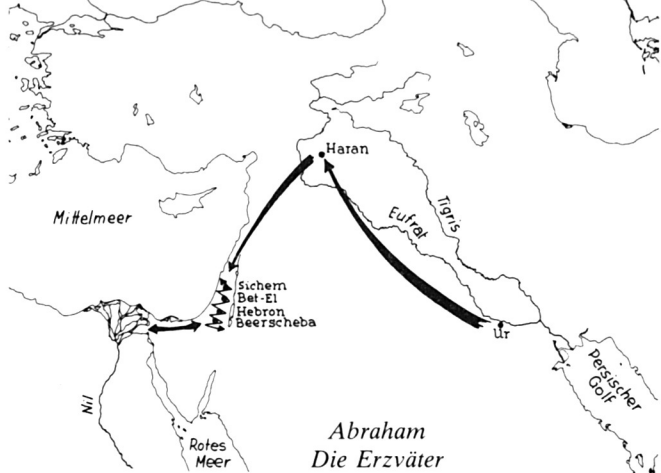 Haran
Mittelmeer
Tigris
Eufrat
Sichem
Bet-El
Hebron
Beerscheba
Ur
Persischer
Golf
Nil
Rotes
Meer
Abraham
Die Erzväter